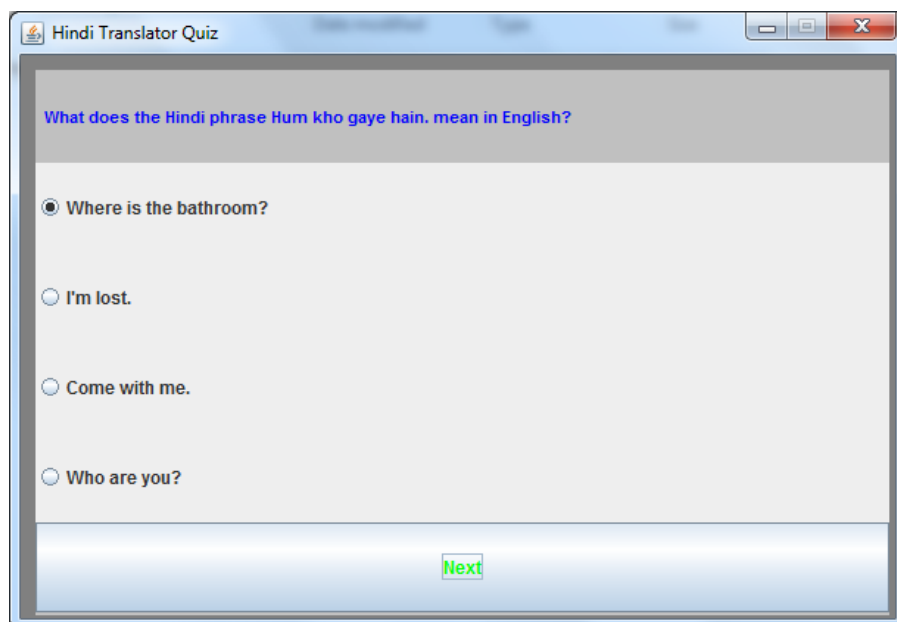 Hindi Translator Quiz
What does the Hindi phrase Hum kho gaye hain. mean in English?
Where is the bathroom?
I'm lost.
Come with me.
Who are you?
Next